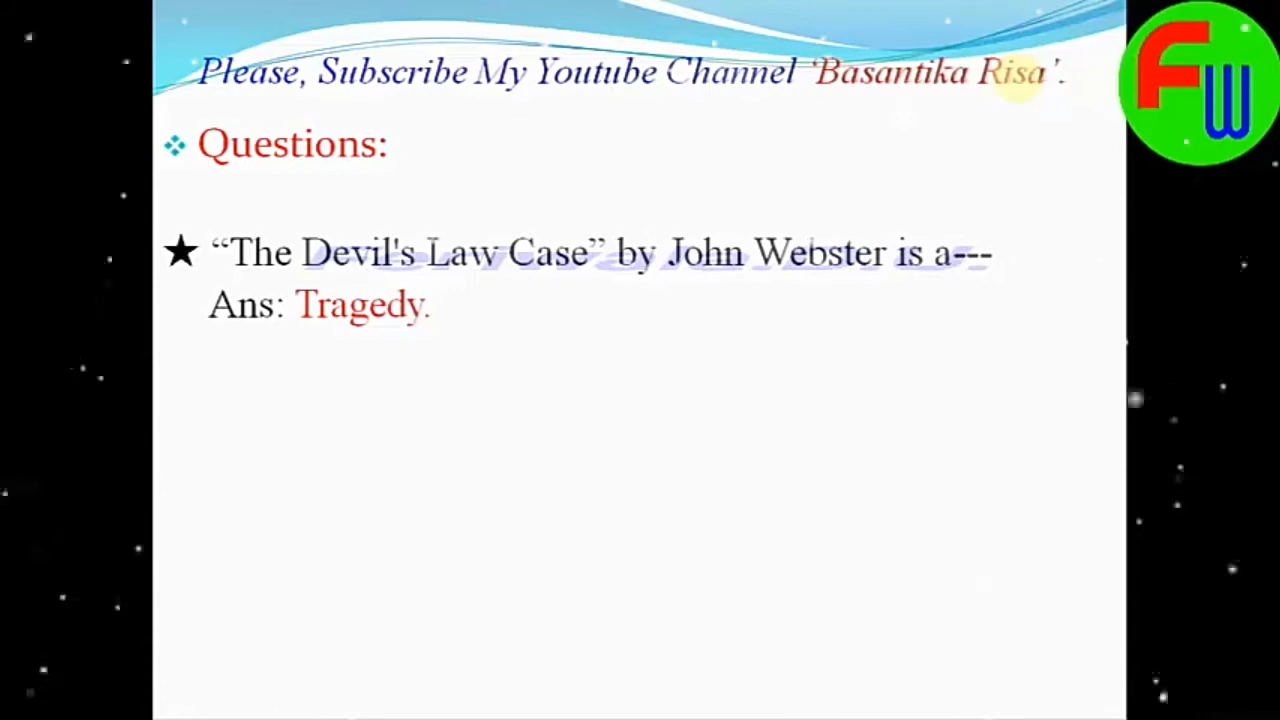 Please, Subscribe My Youtube Channel ‘Basantika Risa’.
Questions:
★ “The Devil's Law Case” by John Webster is a---
Ans: Tragedy.
FW